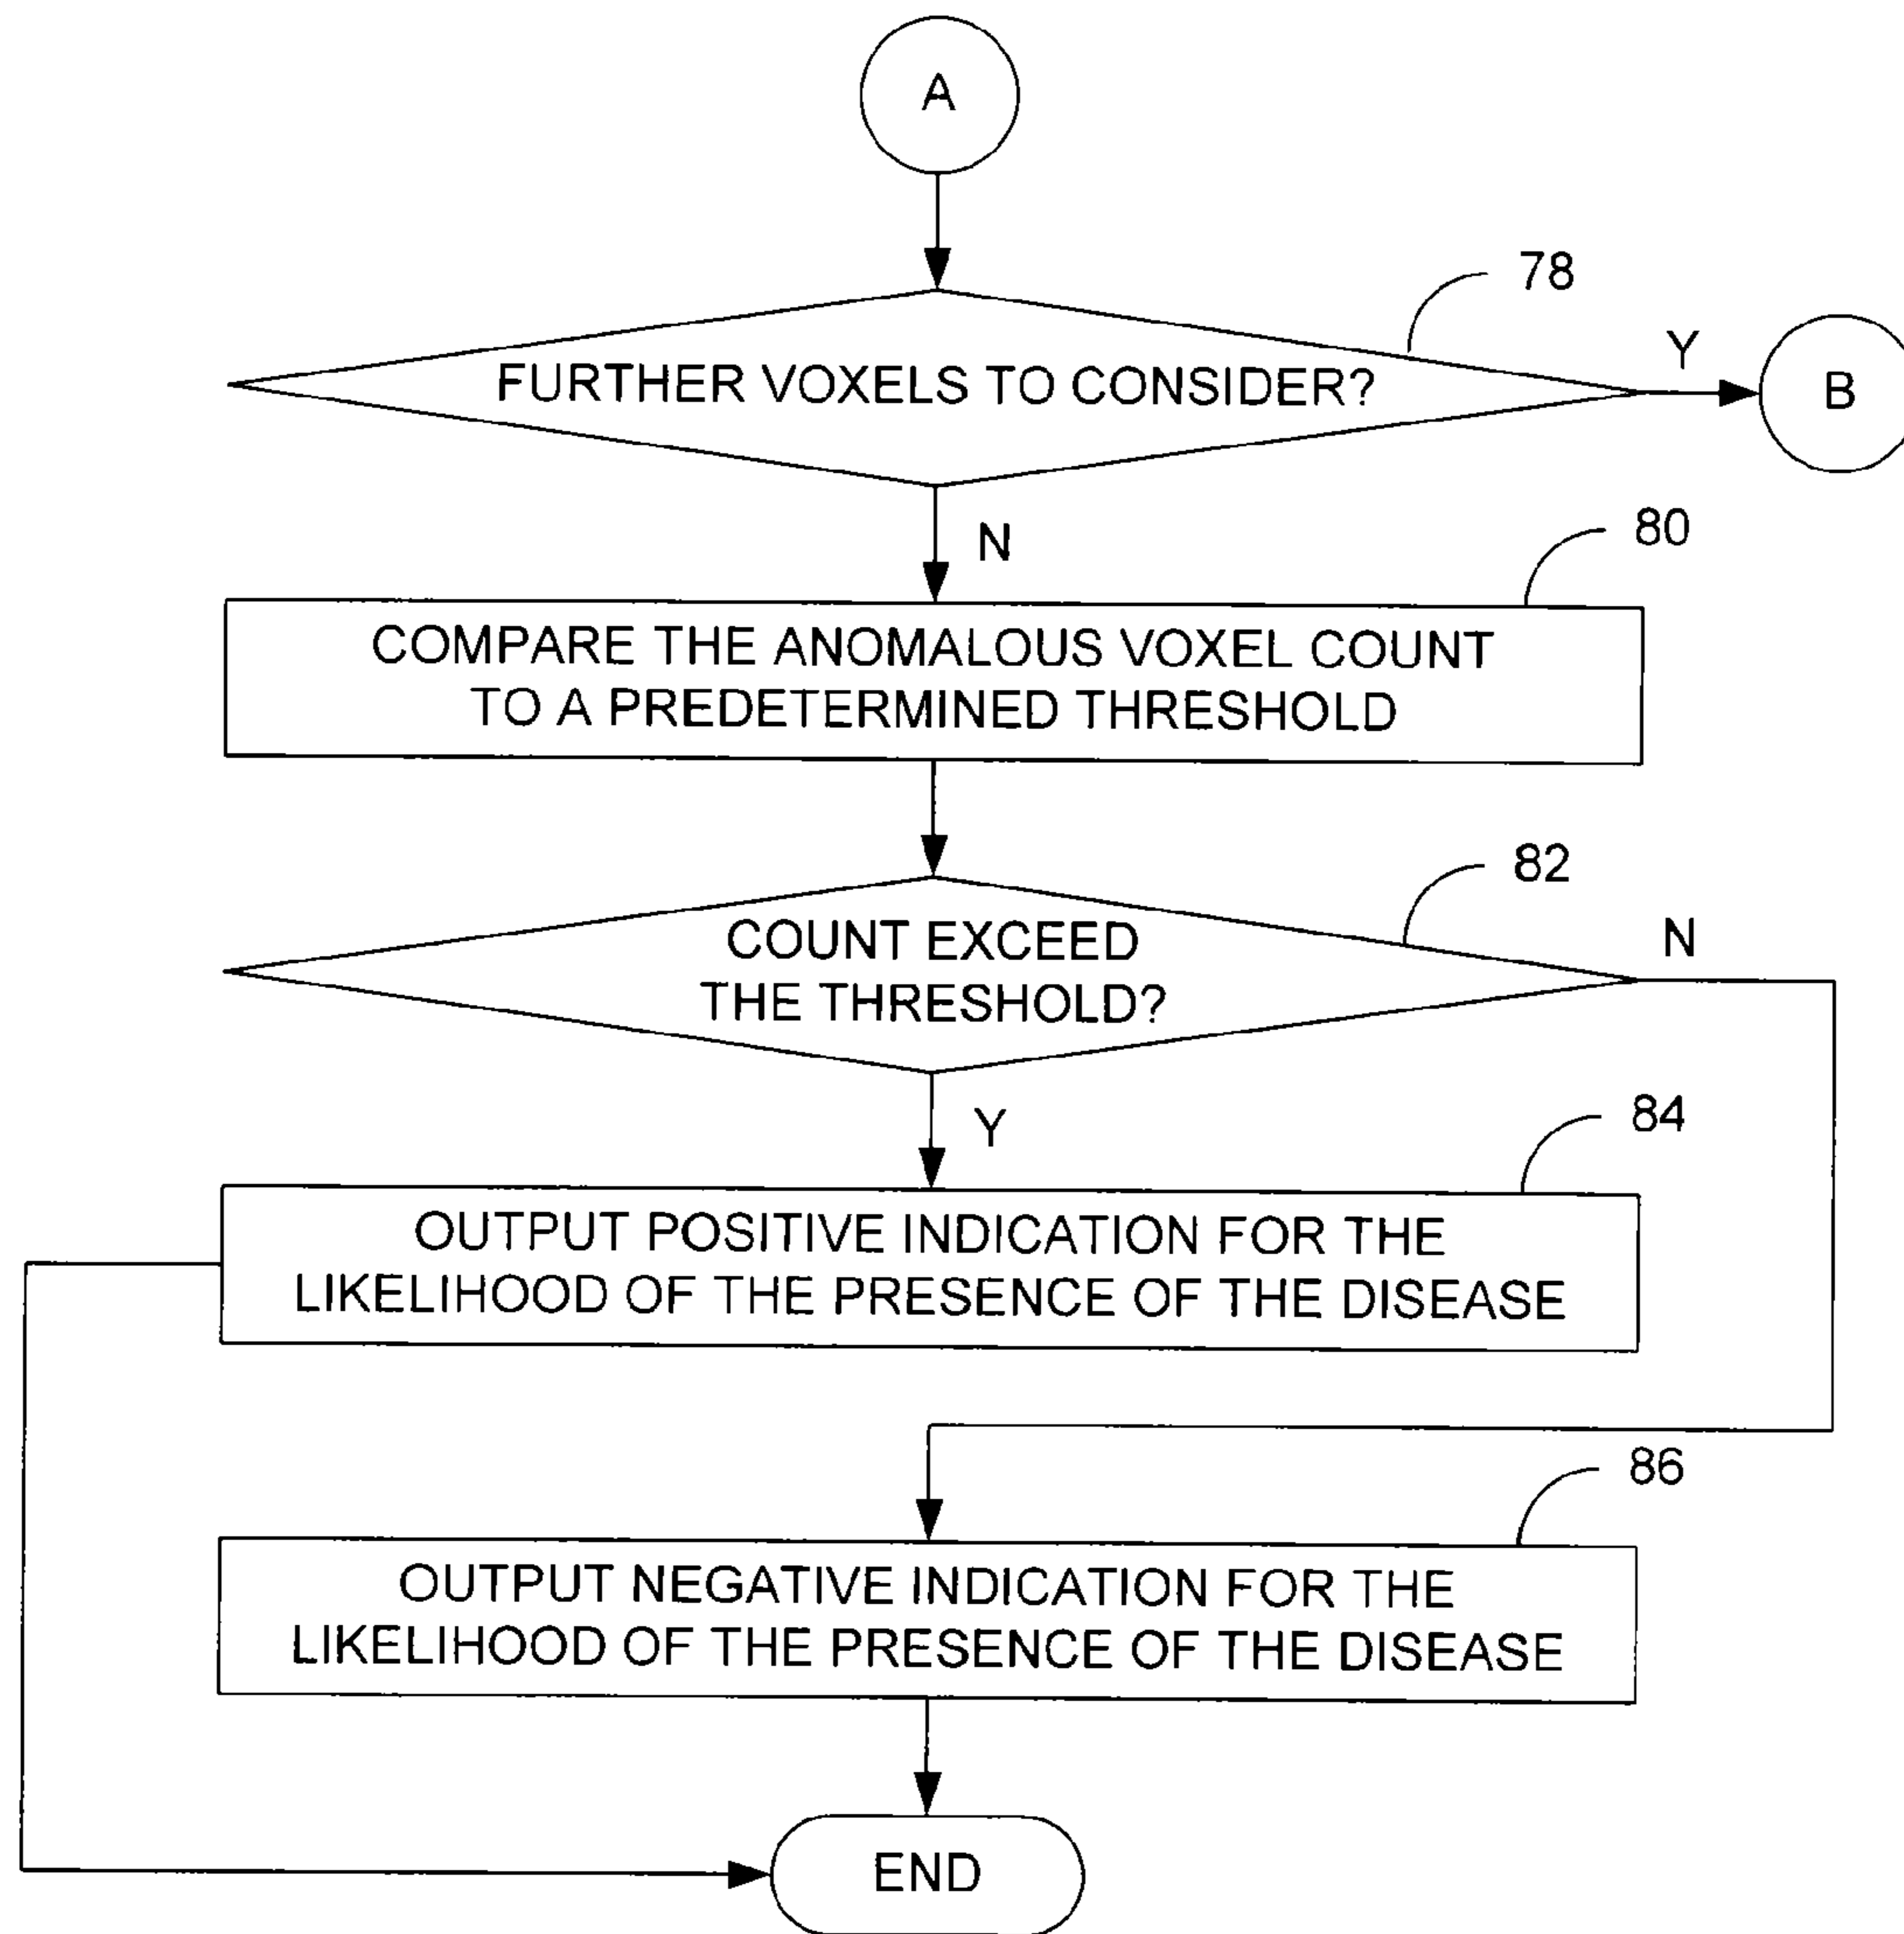 A
78
FURTHER VOXELS TO CONSIDER?
Y
B
N
80
COMPARE THE ANOMALOUS VOXEL COUNT
TO A PREDETERMINED THRESHOLD
82
COUNT EXCEED
THE THRESHOLD?
N
Y
84
OUTPUT POSITIVE INDICATION FOR THE
LIKELIHOOD OF THE PRESENCE OF THE DISEASE
86
OUTPUT NEGATIVE INDICATION FOR THE
LIKELIHOOD OF THE PRESENCE OF THE DISEASE
END